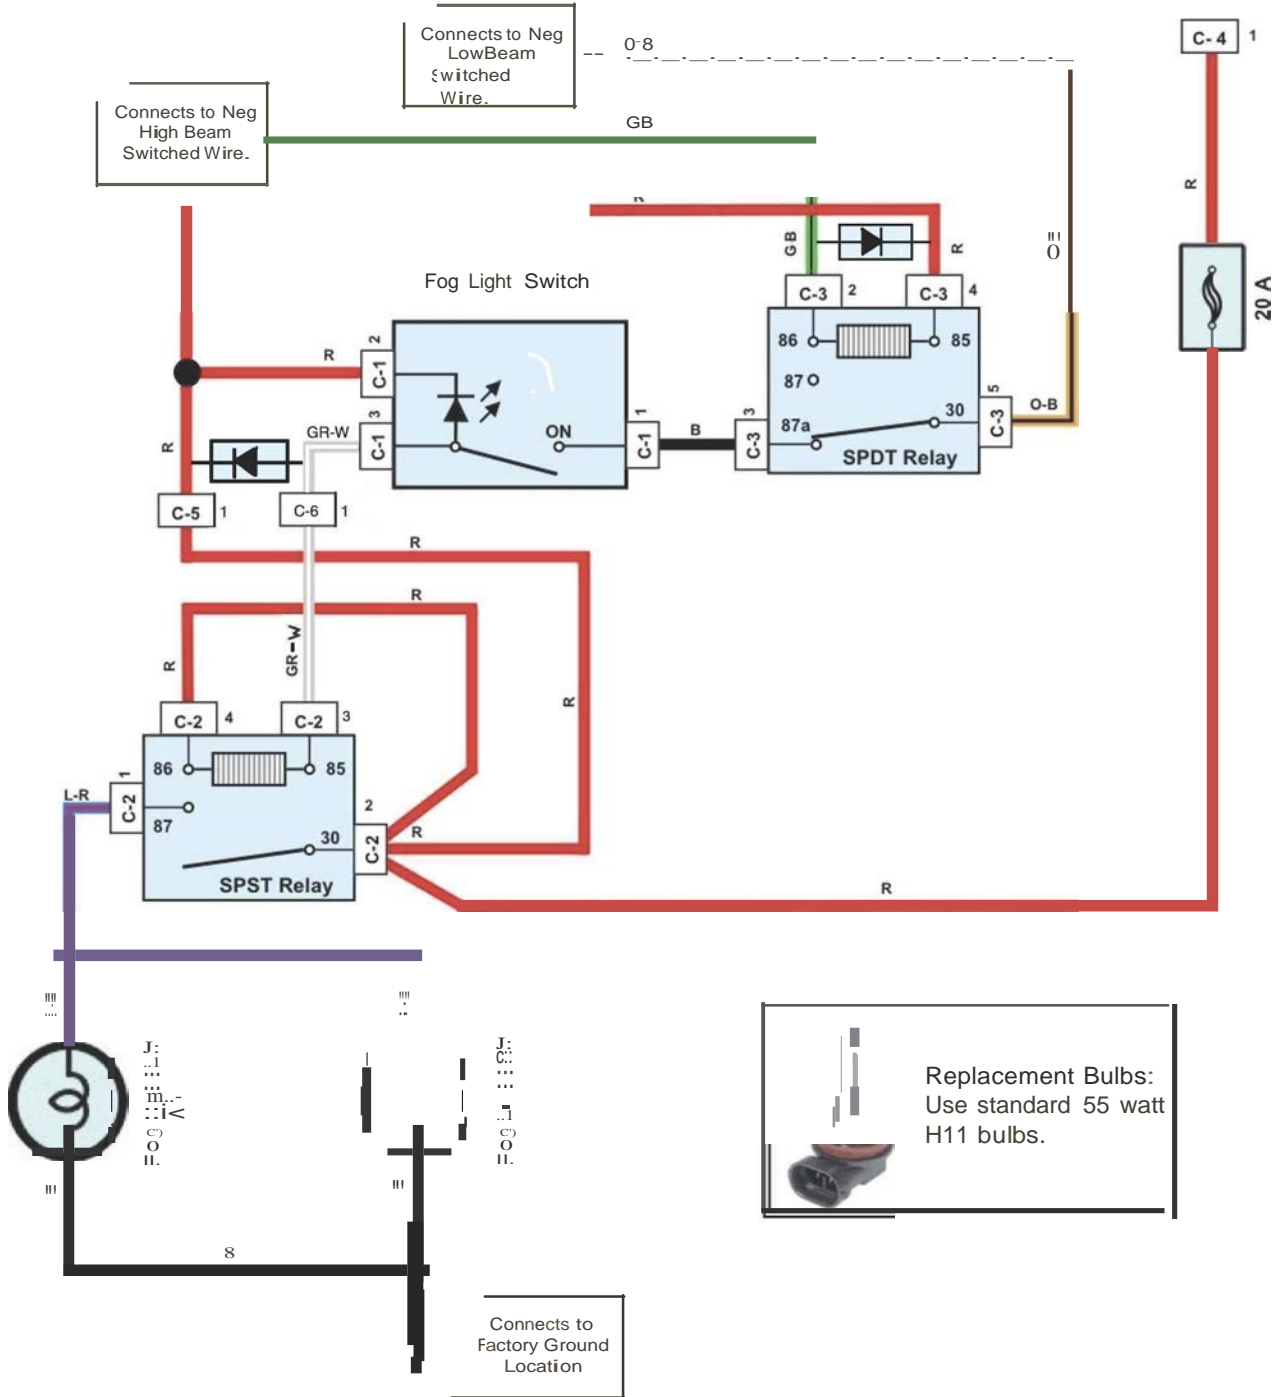 Connects to Neg
LowBeam
Switched
Wire.
0-8
C- 4 1
Connects to Neg
High Beam
Switched Wire.
GB
R
GB
R
Fog Light Switch
C-3 2
C-3 4
20 A
86
85
87
87a
30
SPDT Relay
3
C-3
5
C-3
O-B
R
2
C-1
3
C-1
GR-W
ON
1
C-1
B
R
C-5 1
C-6 1
R
R
R
GR-W
R
C-2 4
C-2 3
86
85
1
C-2
L-R
87
30
2
C-2
R
SPST Relay
R
Replacement Bulbs:
Use standard 55 watt
H11 bulbs.
8
Connects to
Factory Ground
Location